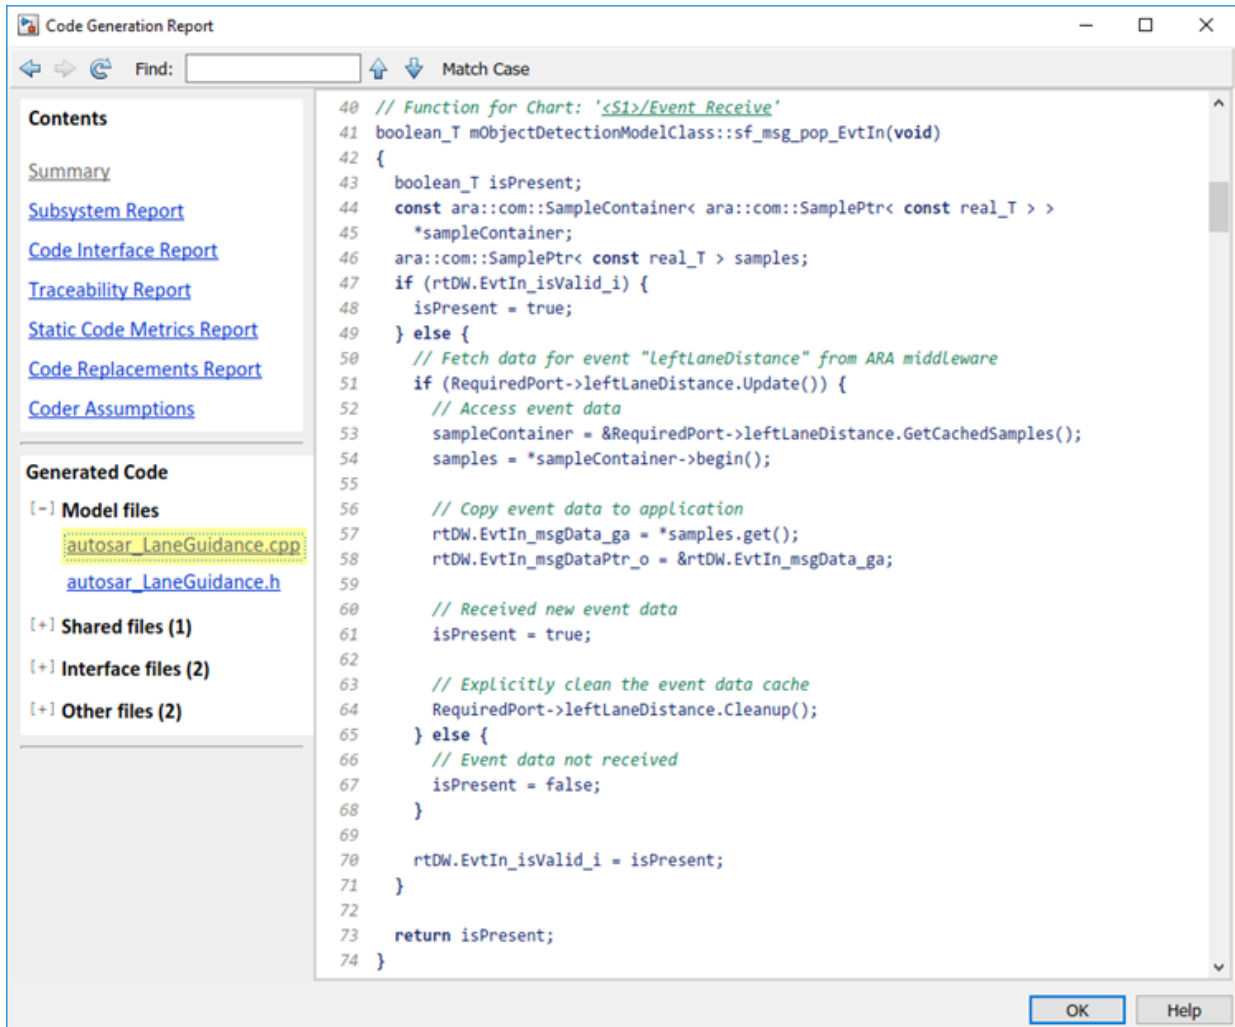 Code Generation Report
Find:
Match Case
Contents
Summary
Subsystem Report
Code Interface Report
Traceability Report
Static Code Metrics Report
Code Replacements Report
Coder Assumptions
Generated Code
[-] Model files
autosar_LaneGuidance.cpp
autosar_LaneGuidance.h
[+] Shared files (1)
[+] Interface files (2)
[+] Other files (2)
40 // Function for Chart: '<S1>/Event Receive'
41 boolean_T mObjectDetectionModelClass::sf_msg_pop_EvtIn(void)
42 {
43   boolean_T isPresent;
44   const ara::com::SampleContainer< ara::com::SamplePtr< const real_T > >
45     *sampleContainer;
46   ara::com::SamplePtr< const real_T > samples;
47   if (rtDW.EvtIn_isValid_i) {
48     isPresent = true;
49   } else {
50     // Fetch data for event "leftLaneDistance" from ARA middleware
51     if (RequiredPort->leftLaneDistance.Update()) {
52       // Access event data
53       sampleContainer = &RequiredPort->leftLaneDistance.GetCachedSamples();
54       samples = *sampleContainer->begin();
55
56       // Copy event data to application
57       rtDW.EvtIn_msgData_ga = *samples.get();
58       rtDW.EvtIn_msgDataPtr_o = &rtDW.EvtIn_msgData_ga;
59
60       // Received new event data
61       isPresent = true;
62
63       // Explicitly clean the event data cache
64       RequiredPort->leftLaneDistance.Cleanup();
65     } else {
66       // Event data not received
67       isPresent = false;
68     }
69
70     rtDW.EvtIn_isValid_i = isPresent;
71   }
72
73   return isPresent;
74 }
OK
Help